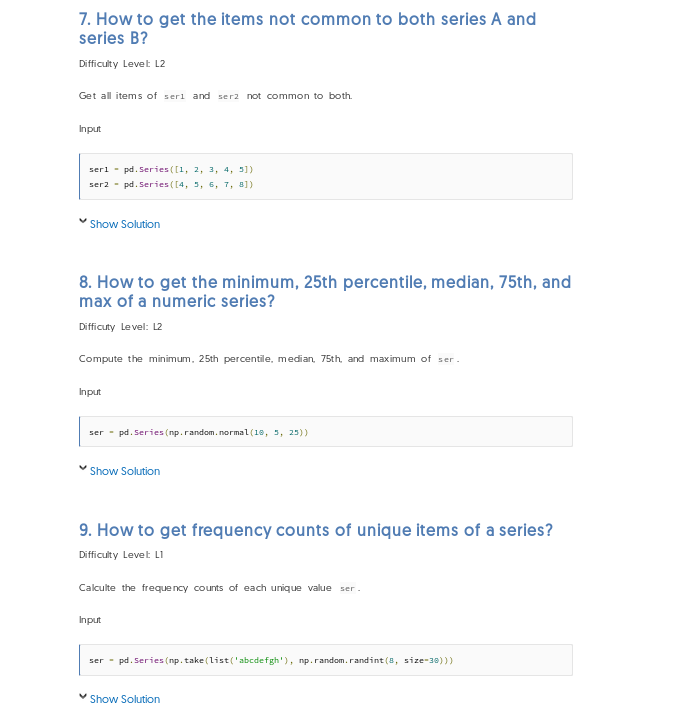 7. How to get the items not common to both series A and
series B?
Difficulty Level: L2
Get all items of ser1 and ser2 not common to both.
Input
ser1 = pd.Series([1, 2, 3, 4, 5])
ser2 = pd.Series([4, 5, 6, 7, 8])
Show Solution
8. How to get the minimum, 25th percentile, median, 75th, and
max of a numeric series?
Difficuty Level: L2
Compute the minimum, 25th percentile, median, 75th, and maximum of ser.
Input
ser = pd.Series(np.random.normal(10, 5, 25))
Show Solution
9. How to get frequency counts of unique items of a series?
Difficulty Level: L1
Calculte the frequency counts of each unique value ser.
Input
ser = pd.Series(np.take(list('abcdefgh'), np.random.randint(8, size=30)))
Show Solution